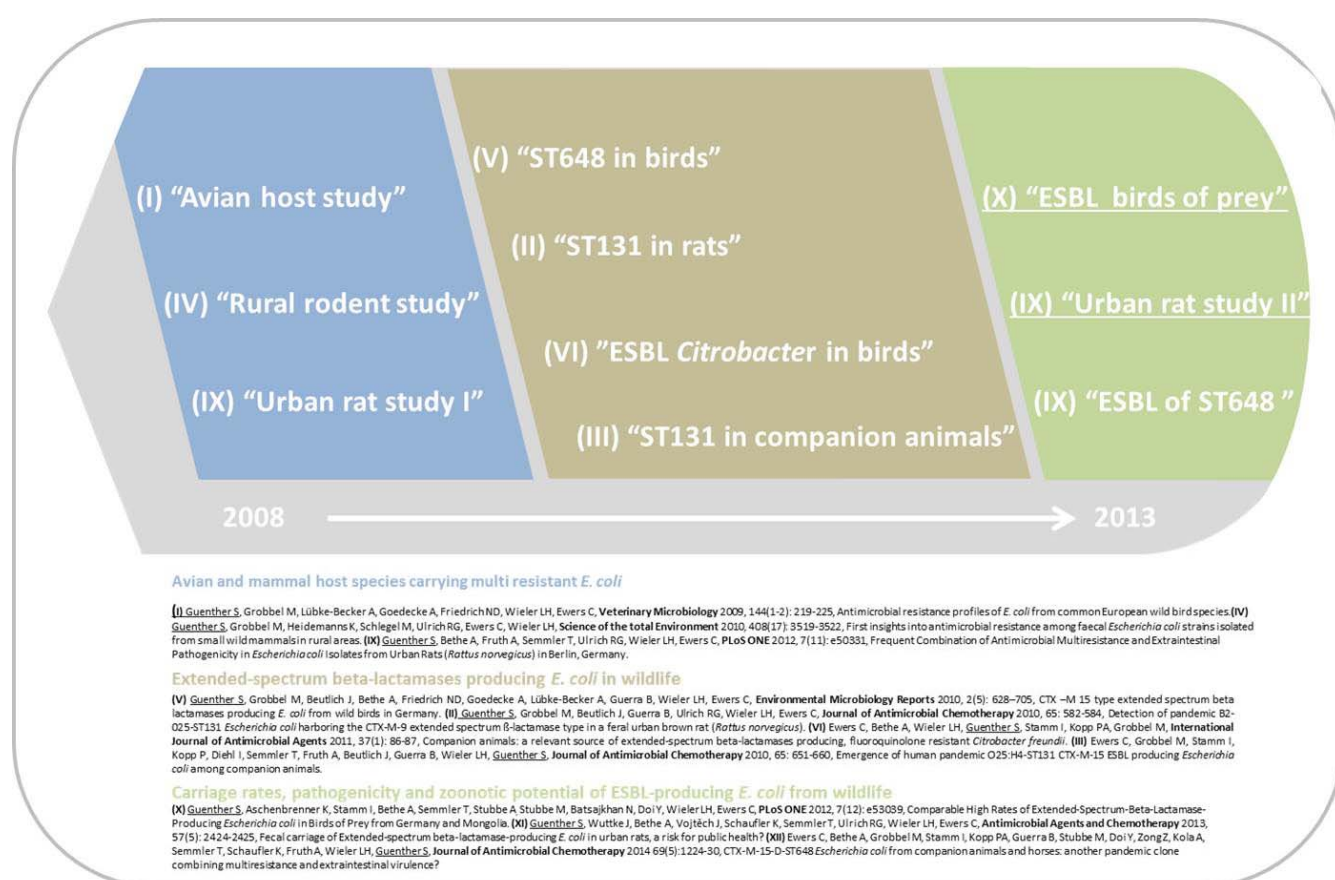 (I) “Avian host study”
(IV) “Rural rodent study”
(IX) “Urban rat study I”
(V) “ST648 in birds”
(II) “ST131 in rats”
(VI) ”ESBL Citrobacter in birds”
(III) “ST131 in companion animals”
(X) “ESBL birds of prey”
(IX) “Urban rat study II”
(IX) “ESBL of ST648 ”
2008
2013
Avian and mammal host species carrying multi resistant E. coli
(I) Guenther S, Grobbel M, Lübke-Becker A, Goedecke A, Friedrich ND, Wieler LH, Ewers C, Veterinary Microbiology 2009, 144(1-2): 219-225, Antimicrobial resistance profiles of E. coli from common European wild bird species.(IV)
Guenther S, Grobbel M, Heidemanns K, Schlegel M, Ulrich RG, Ewers C, Wieler LH, Science of the total Environment 2010, 408(17): 3519-3522, First insights into antimicrobial resistance among faecal Escherichia coli strains isolated
from small wild mammals in rural areas. (IX) Guenther S, Bethe A, Fruth A, Semmler T, Ulrich RG, Wieler LH, Ewers C, PLoS ONE 2012, 7(11): e50331, Frequent Combination of Antimicrobial Multiresistance and Extraintestinal
Pathogenicity in Escherichia coli Isolates from Urban Rats (Rattus norvegicus) in Berlin, Germany.
Extended-spectrum beta-lactamases producing E. coli in wildlife
(V) Guenther S, Grobbel M, Beutlich J, Bethe A, Friedrich ND, Goedecke A, Lübke-Becker A, Guerra B, Wieler LH, Ewers C, Environmental Microbiology Reports 2010, 2(5): 628–705, CTX –M 15 type extended spectrum beta
lactamases producing E. coli from wild birds in Germany. (II) Guenther S, Grobbel M, Beutlich J, Guerra B, Ulrich RG, Wieler LH, Ewers C, Journal of Antimicrobial Chemotherapy 2010, 65: 582-584, Detection of pandemic B2-
O25-ST131 Escherichia coli harboring the CTX-M-9 extended spectrum ß-lactamase type in a feral urban brown rat (Rattus norvegicus). (VI) Ewers C, Bethe A, Wieler LH, Guenther S, Stamm I, Kopp PA, Grobbel M, International
Journal of Antimicrobial Agents 2011, 37(1): 86-87, Companion animals: a relevant source of extended-spectrum beta-lactamases producing, fluoroquinolone resistant Citrobacter freundii. (III) Ewers C, Grobbel M, Stamm I,
Kopp P, Diehl I, Semmler T, Fruth A, Beutlich J, Guerra B, Wieler LH, Guenther S, Journal of Antimicrobial Chemotherapy 2010, 65: 651-660, Emergence of human pandemic O25:H4-ST131 CTX-M-15 ESBL producing Escherichia
coli among companion animals.
Carriage rates, pathogenicity and zoonotic potential of ESBL-producing E. coli from wildlife
(X) Guenther S, Aschenbrenner K, Stamm I, Bethe A, Semmler T, Stubbe A Stubbe M, Batsajkhan N, Doi Y, Wieler LH, Ewers C, PLoS ONE 2012, 7(12): e53039, Comparable High Rates of Extended-Spectrum-Beta-Lactamase-
Producing Escherichia coli in Birds of Prey from Germany and Mongolia. (XI) Guenther S, Wuttke J, Bethe A, Vojtěch J, Schaufler K, Semmler T, Ulrich RG, Wieler LH, Ewers C, Antimicrobial Agents and Chemotherapy 2013,
57(5): 2424-2425, Fecal carriage of Extended-spectrum beta-lactamase-producing E. coli in urban rats, a risk for public health? (XII) Ewers C, Bethe A, Grobbel M, Stamm I, Kopp PA, Guerra B, Stubbe M, Doi Y, Zong Z, Kola A,
Semmler T, Schaufler K, Fruth A, Wieler LH, Guenther S, Journal of Antimicrobial Chemotherapy 2014 69(5):1224-30, CTX-M-15-D-ST648 Escherichia coli from companion animals and horses: another pandemic clone
combining multiresistance and extraintestinal virulence?